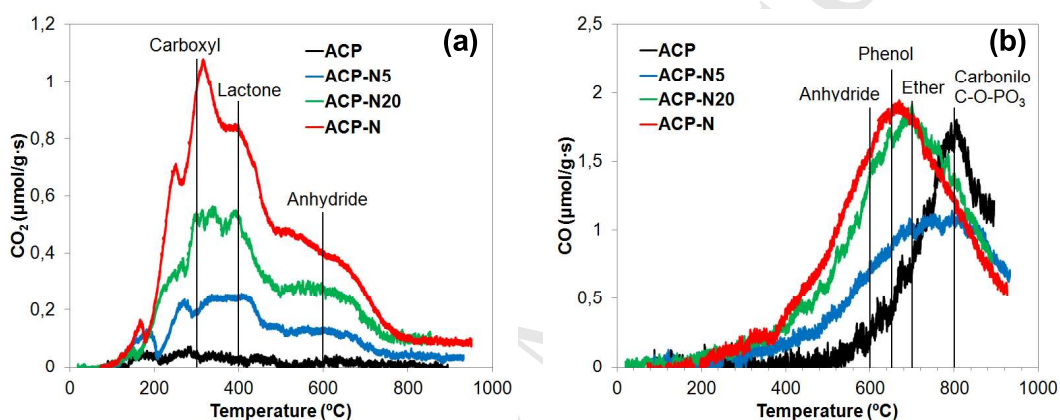 (a)
CO₂ (µmol/g·s)
1,2
1
0,8
0,6
0,4
0,2
0
0 200 400 600 800 1000
Temperature (ºC)
Carboxyl
Lactone
Anhydride
ACP
ACP-N5
ACP-N20
ACP-N
(b)
CO (µmol/g·s)
2,5
2
1,5
1
0,5
0
0 200 400 600 800 1000
Temperature (ºC)
ACP
ACP-N5
ACP-N20
ACP-N
Phenol
Anhydride
Ether
Carbonilo
C-O-PO₃